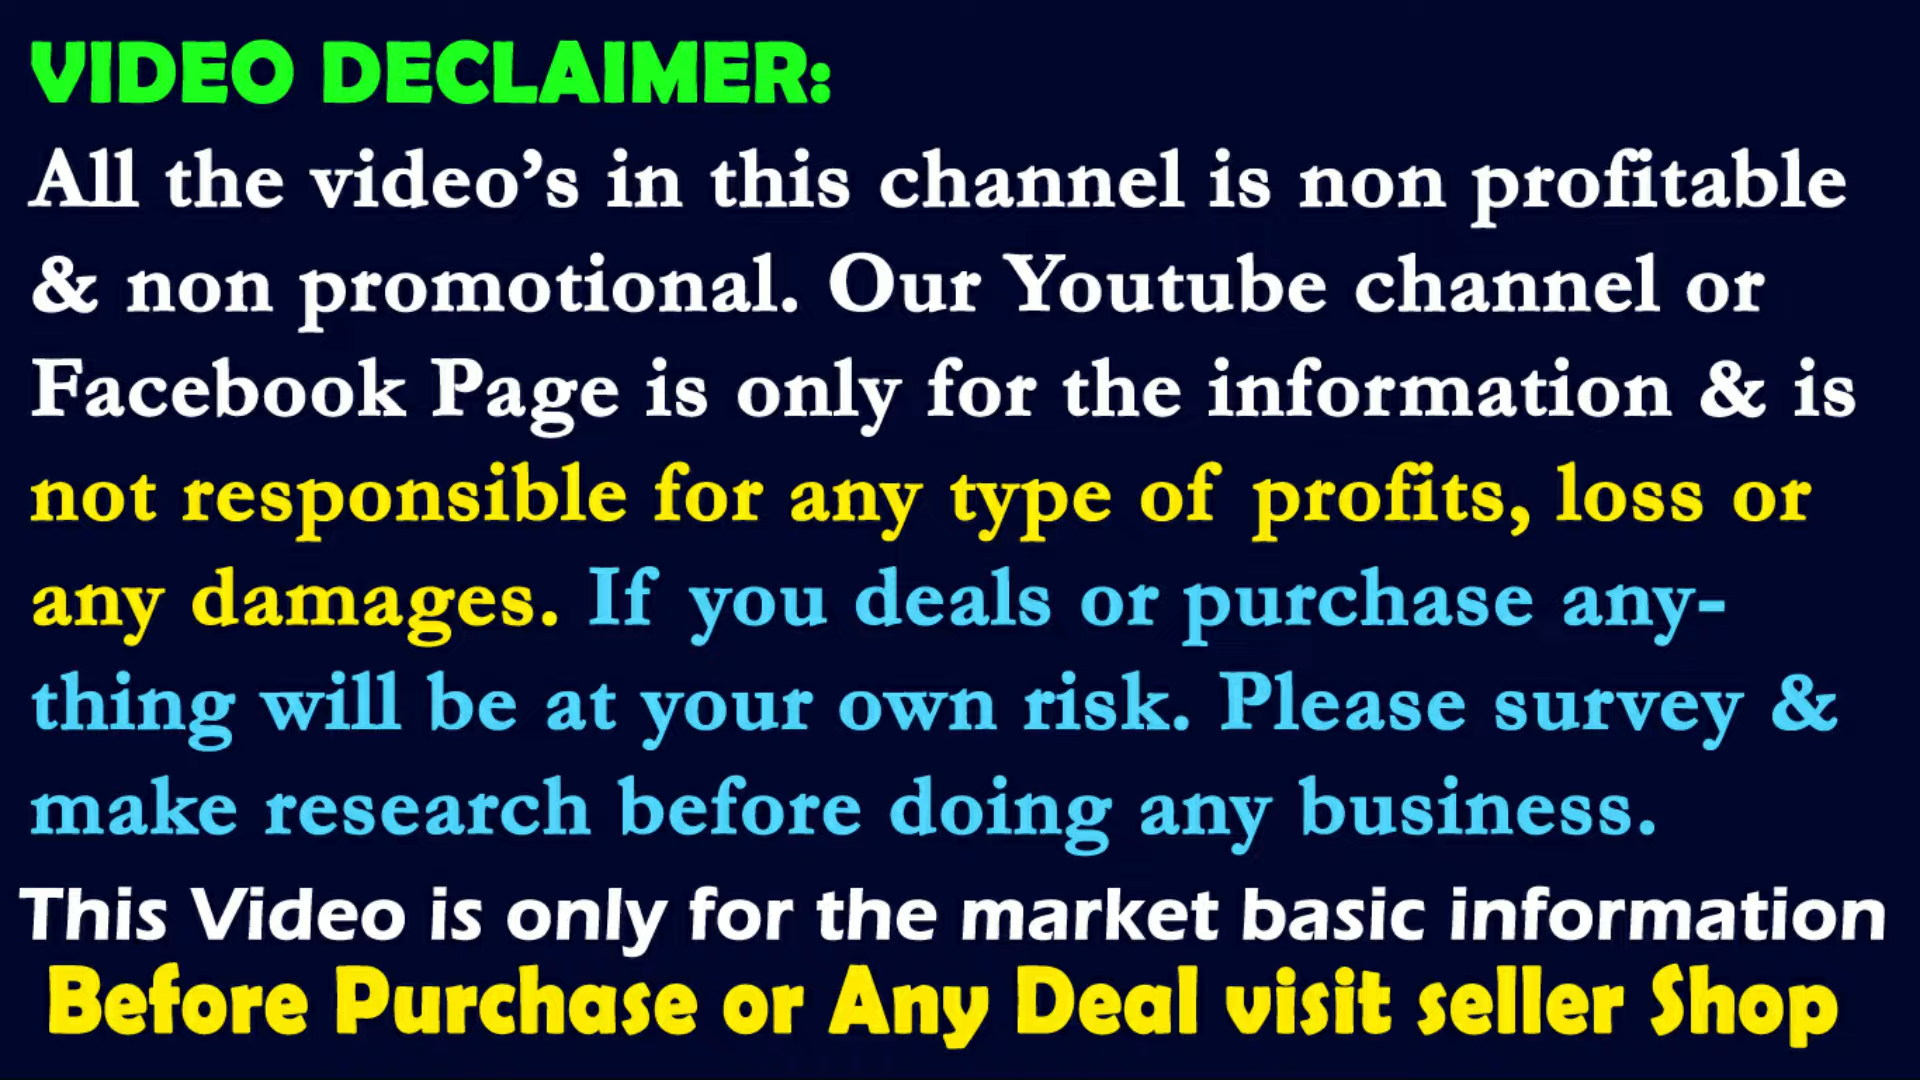 VIDEO DECLAIMER:
All the video’s in this channel is non profitable
& non promotional. Our Youtube channel or
Facebook Page is only for the information & is
not responsible for any type of profits, loss or
any damages. If you deals or purchase any-
thing will be at your own risk. Please survey &
make research before doing any business.
This Video is only for the market basic information
Before Purchase or Any Deal visit seller Shop